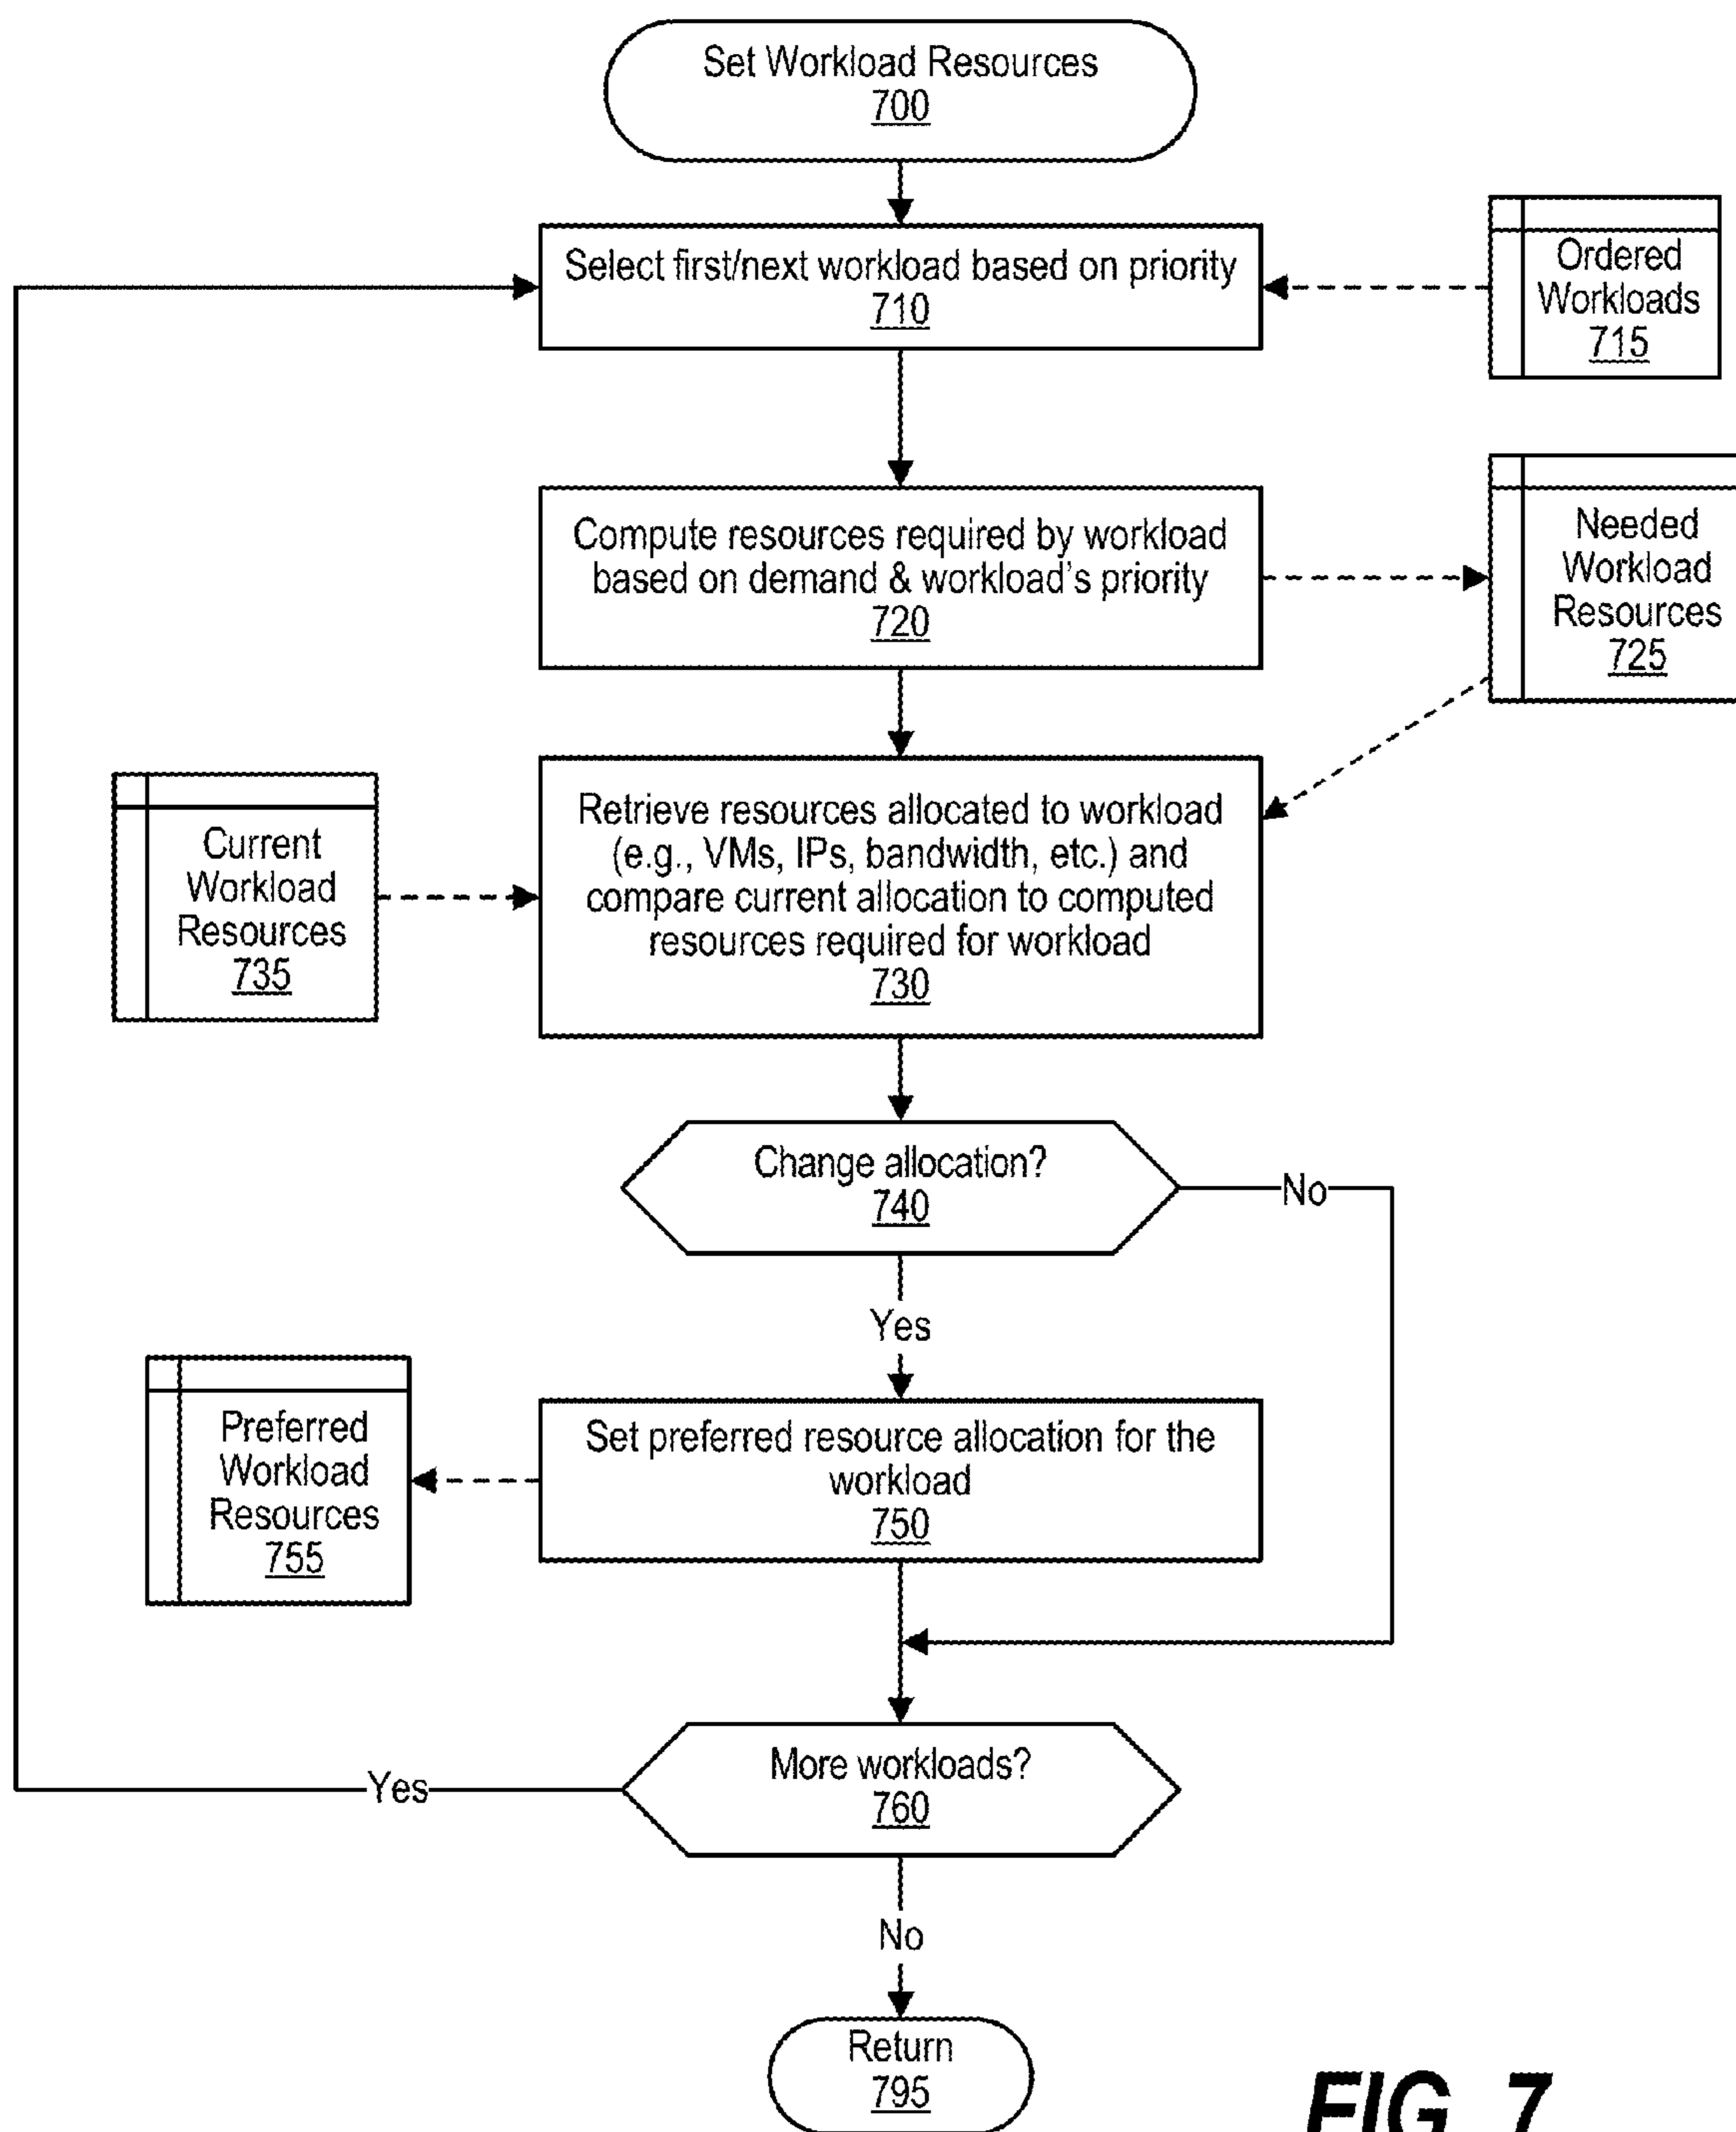 Set Workload Resources
700
Select first/next workload based on priority
710
Ordered
Workloads
715
Compute resources required by workload
based on demand & workload's priority
720
Needed
Workload
Resources
725
Current
Workload
Resources
735
Retrieve resources allocated to workload
(e.g., VMs, IPs, bandwidth, etc.) and
compare current allocation to computed
resources required for workload
730
Change allocation?
740
No
Yes
Preferred
Workload
Resources
755
Set preferred resource allocation for the
workload
750
More workloads?
760
Yes
No
Return
795
FIG. 7